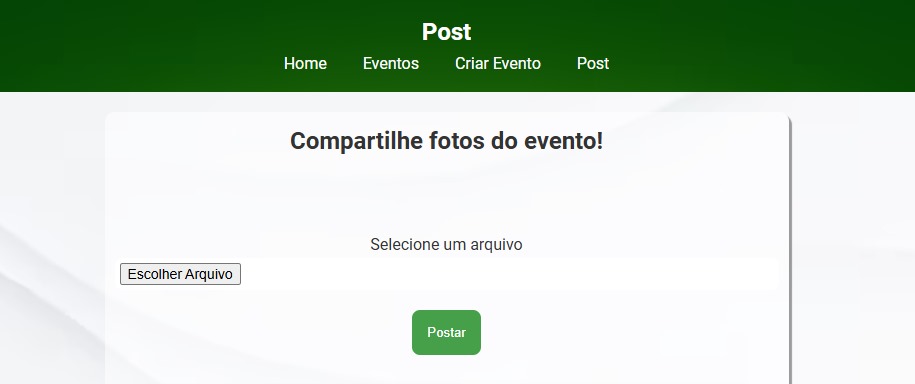 Post
Home Eventos Criar Evento Post
Compartilhe fotos do evento!
Selecione um arquivo
Escolher Arquivo
Postar